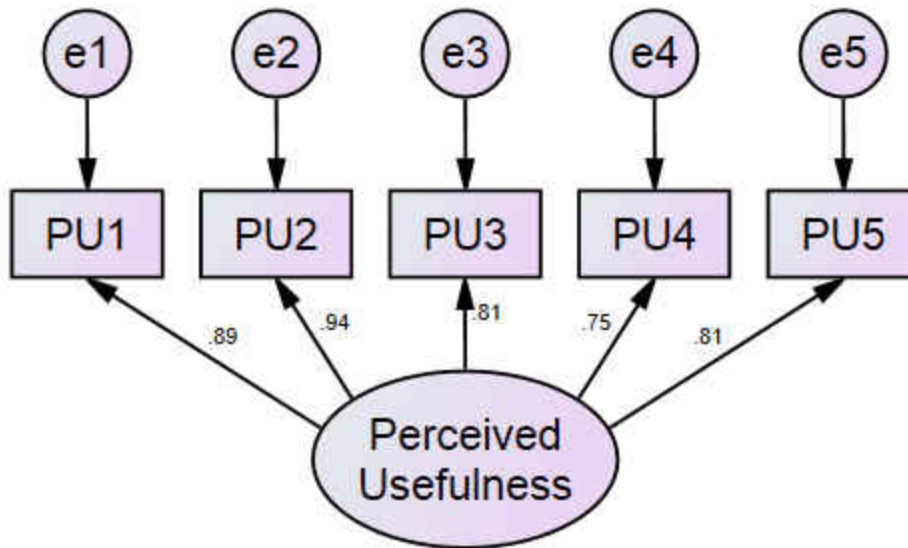 e1 e2 e3 e4 e5
PU1 PU2 PU3 PU4 PU5
.89 .94 .81 .75 .81
Perceived
Usefulness